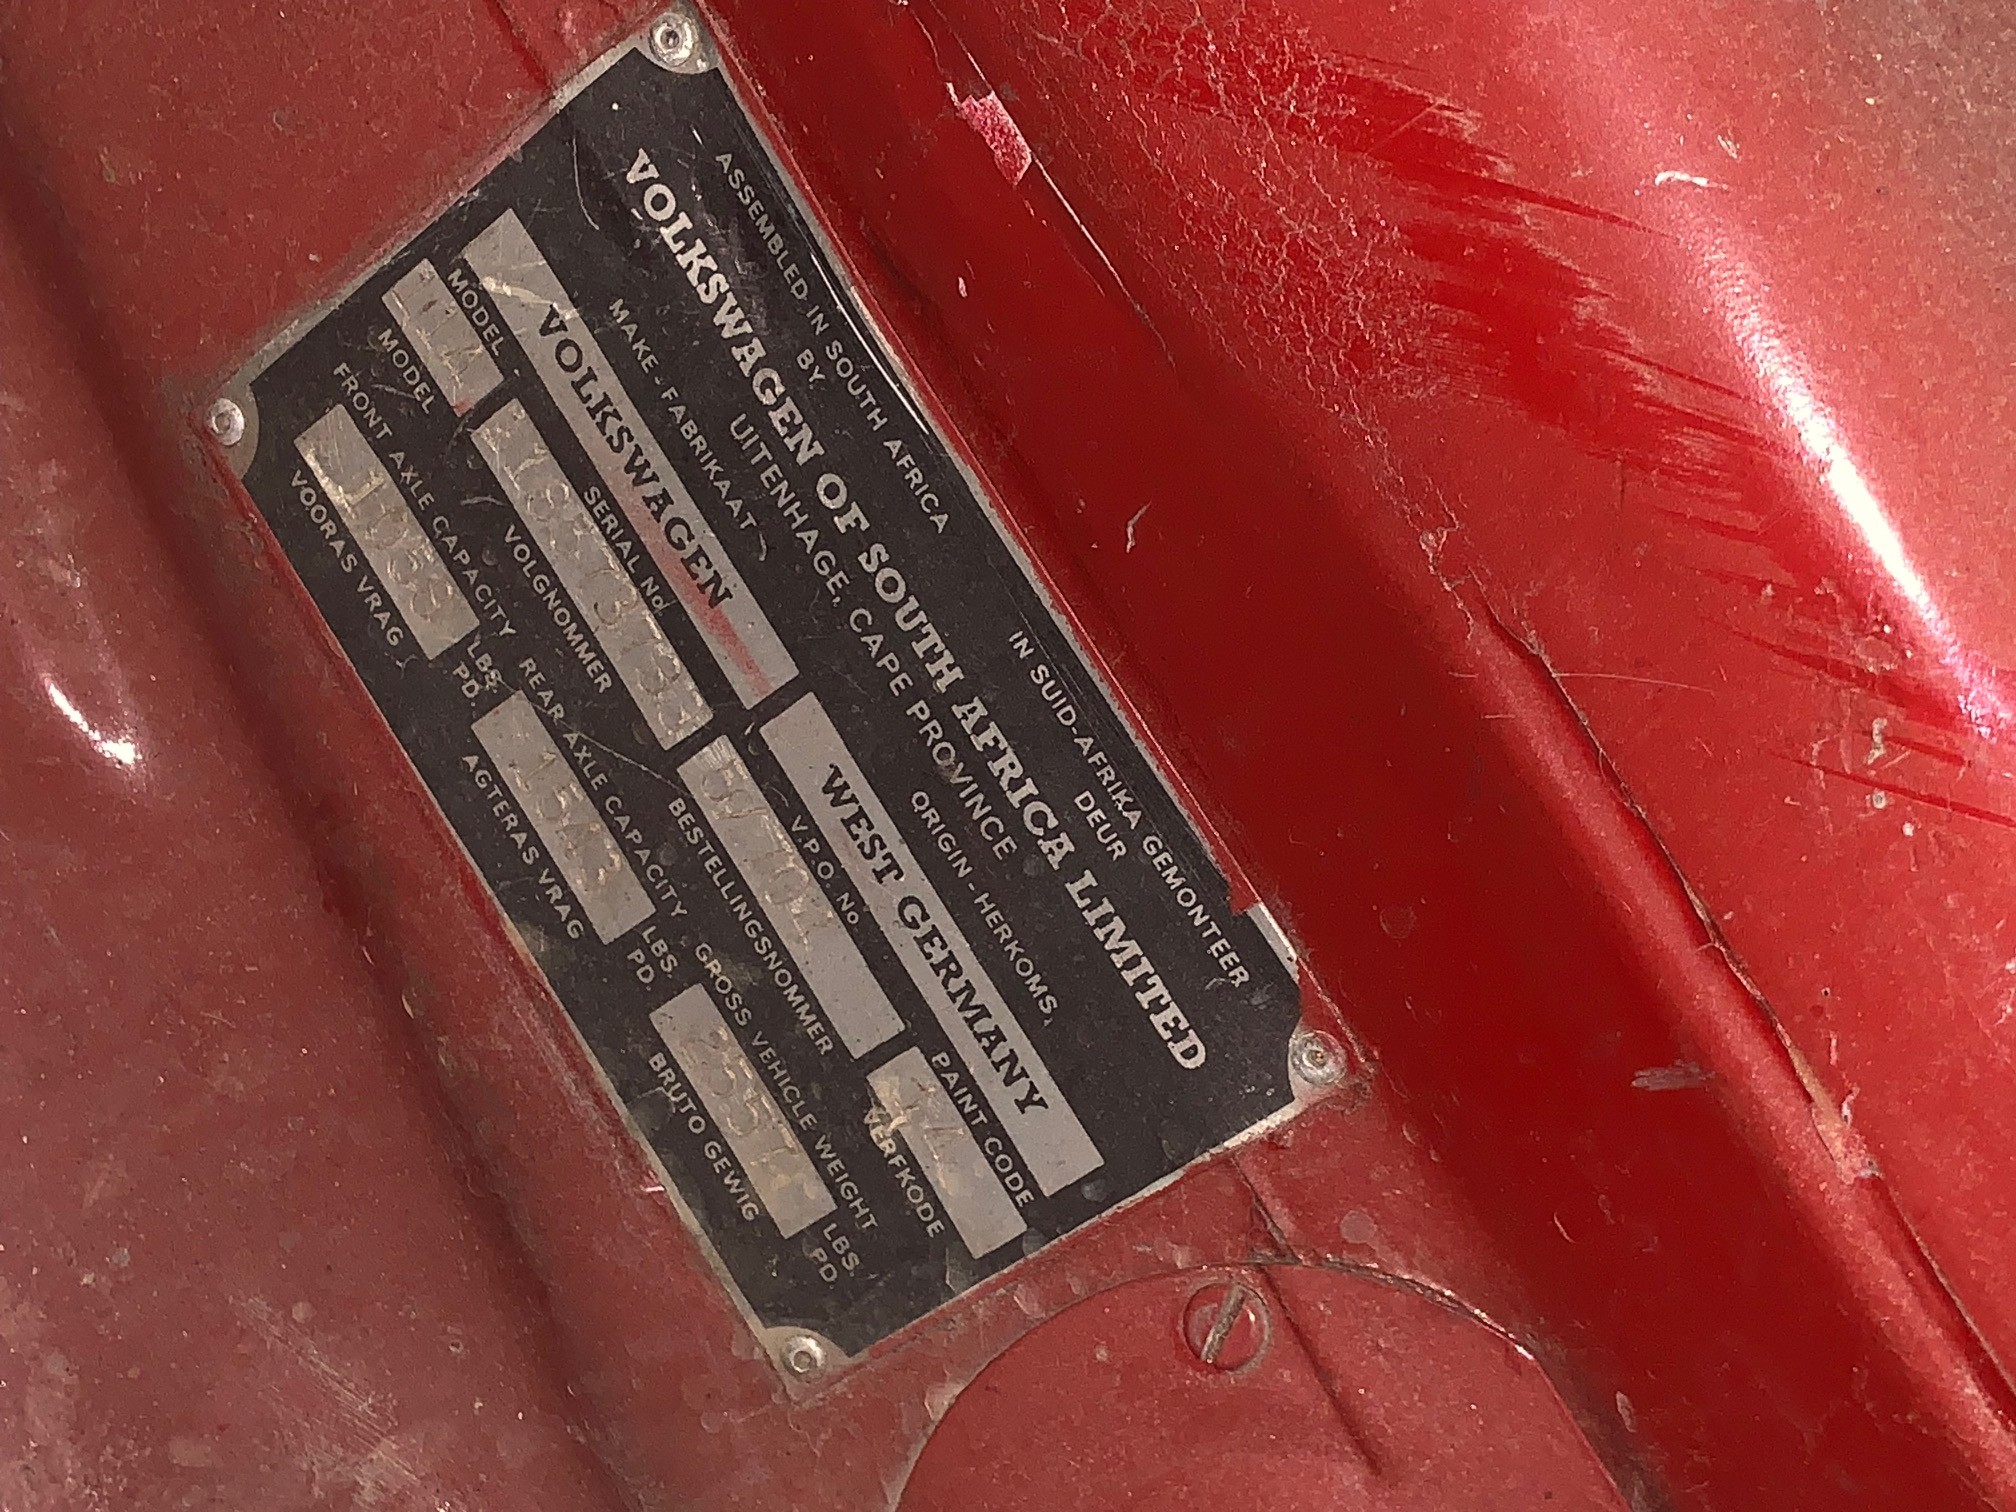 ASSEMBLED IN SOUTH AFRICA IN SUID-AFRIKA GEMONTEER
BY DEUR
VOLKSWAGEN OF SOUTH AFRICA LIMITED
UITENHAGE, CAPE PROVINCE
MAKE - FABRIKAAT ORIGIN - HERKOMS
VOLKSWAGEN WEST GERMANY
MODEL SERIAL No V.P.O. No PAINT CODE
114
MODEL VOLGNOMMER BESTELLINGSNOMMER VERFKODE
FRONT AXLE CAPACITY REAR AXLE CAPACITY GROSS VEHICLE WEIGHT
LBS. 1543 LBS. LBS.
PD. PD. PD.
VOORAS VRAG AGTERAS VRAG BRUTO GEWIG